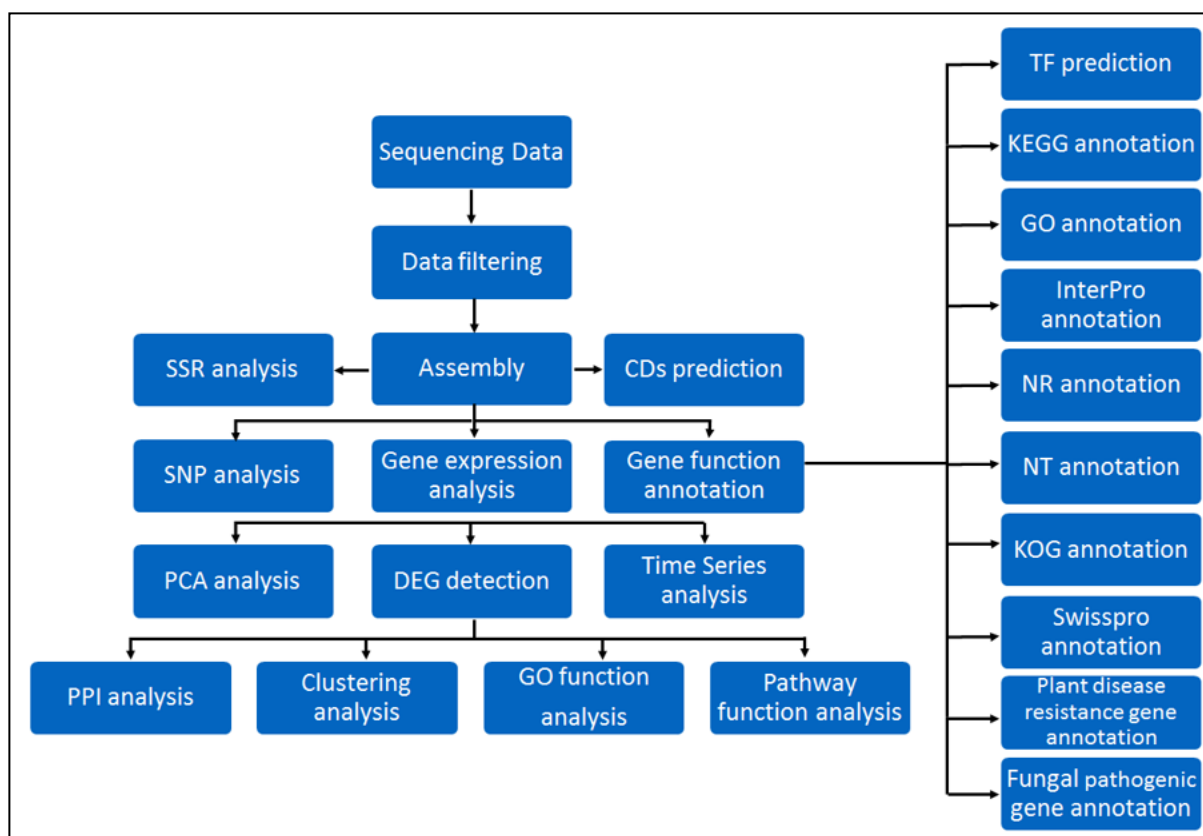 Sequencing Data
Data filtering
SSR analysis
Assembly
CDs prediction
SNP analysis
Gene expression
analysis
Gene function
annotation
PCA analysis
DEG detection
Time Series
analysis
PPI analysis
Clustering
analysis
GO function
analysis
Pathway
function analysis
TF prediction
KEGG annotation
GO annotation
InterPro
annotation
NR annotation
NT annotation
KOG annotation
Swisspro
annotation
Plant disease
resistance gene
annotation
Fungal pathogenic
gene annotation